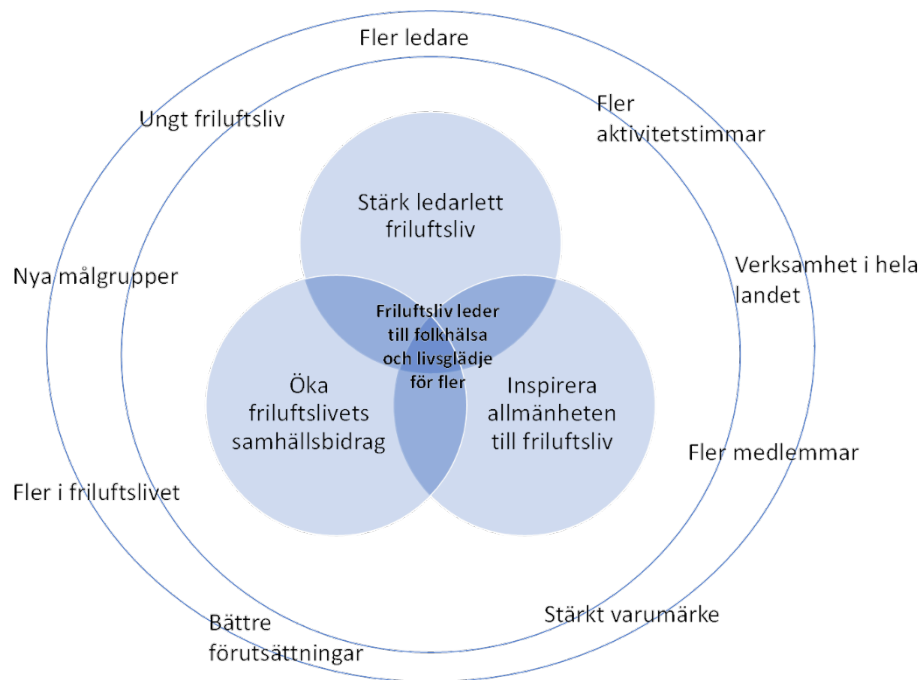 Fler ledare
Ungt friluftsliv
Fler
aktivitetstimmar
Stärk ledarlett
friluftsliv
Nya målgrupper
Verksamhet i hela
landet
Friluftsliv leder
till folkhälsa
och livsglädje
för fler
Öka
friluftslivets
samhällsbidrag
Inspirera
allmänheten
till friluftsliv
Fler medlemmar
Fler i friluftslivet
Stärkt varumärke
Bättre
förutsättningar